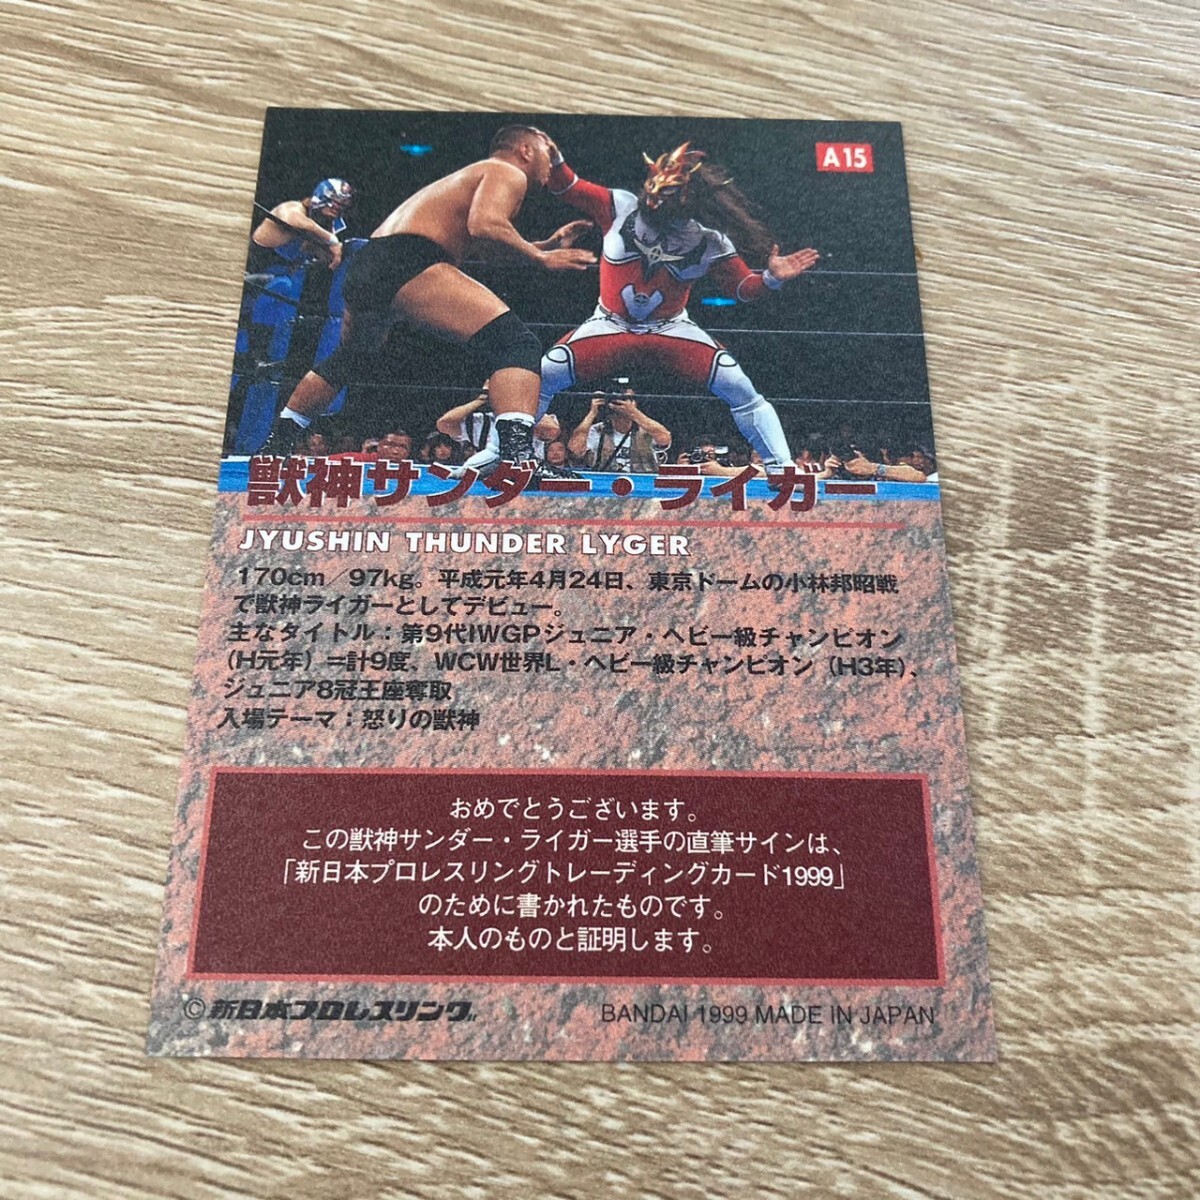 A15
獣神サンダー・ライガー
JYUSHIN THUNDER LYGER
170cm/97kg。平成元年4月24日、東京ドームの小林邦昭戦
で獣神ライガーとしてデビュー。
主なタイトル：第9代IWGPジュニア・ヘビー級チャンピオン
(H元年)＝計9度、WCW世界L・ヘビー級チャンピオン(H3年)、
ジュニア8冠王座奪取
入場テーマ：怒りの獣神
おめでとうございます。
この獣神サンダー・ライガー選手の直筆サインは、
「新日本プロレスリングトレーディングカード1999」
のために書かれたものです。
本人のものと証明します。
©新日本プロレスリング
BANDAI 1999 MADE IN JAPAN